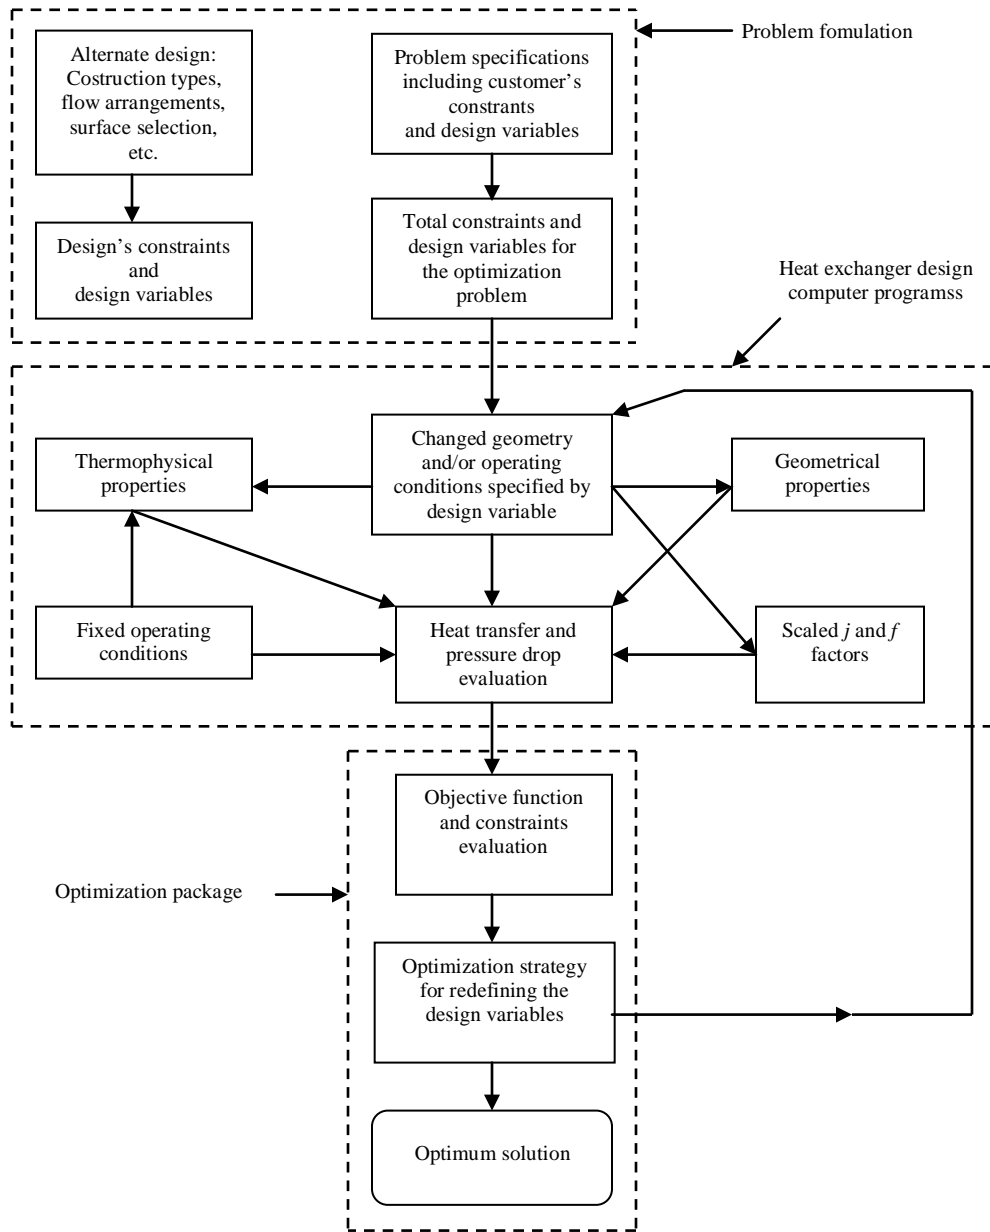 Problem fomulation
Alternate design:
Costruction types,
flow arrangements,
surface selection,
etc.
Problem specifications
including customer’s
constrants
and design variables
Design’s constraints
and
design variables
Total constraints and
design variables for
the optimization
problem
Heat exchanger design
computer programss
Thermophysical
properties
Changed geometry
and/or operating
conditions specified by
design variable
Geometrical
properties
Fixed operating
conditions
Heat transfer and
pressure drop
evaluation
Scaled j and f
factors
Objective function
and constraints
evaluation
Optimization package
Optimization strategy
for redefining the
design variables
Optimum solution